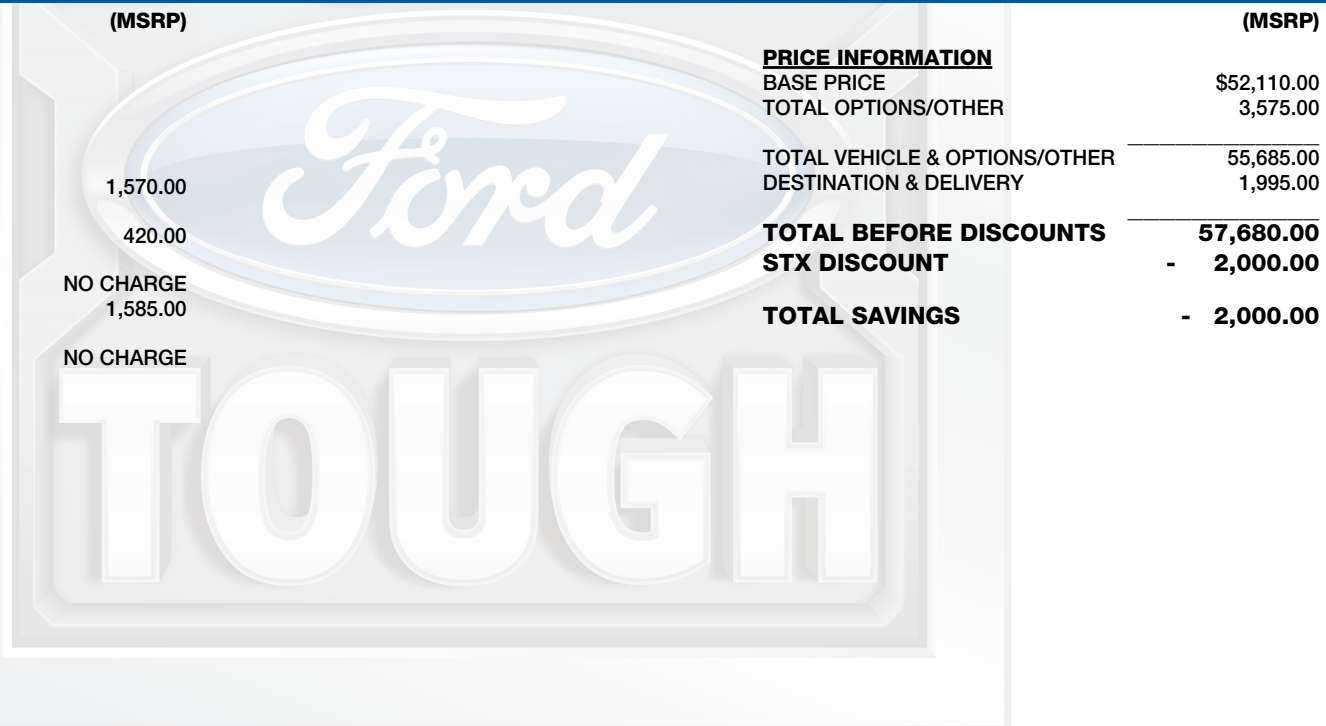 (MSRP)
1,570.00
420.00
NO CHARGE
1,585.00
NO CHARGE
Ford
TOUGH
(MSRP)
PRICE INFORMATION
BASE PRICE $52,110.00
TOTAL OPTIONS/OTHER 3,575.00
TOTAL VEHICLE & OPTIONS/OTHER 55,685.00
DESTINATION & DELIVERY 1,995.00
TOTAL BEFORE DISCOUNTS 57,680.00
STX DISCOUNT - 2,000.00
TOTAL SAVINGS - 2,000.00